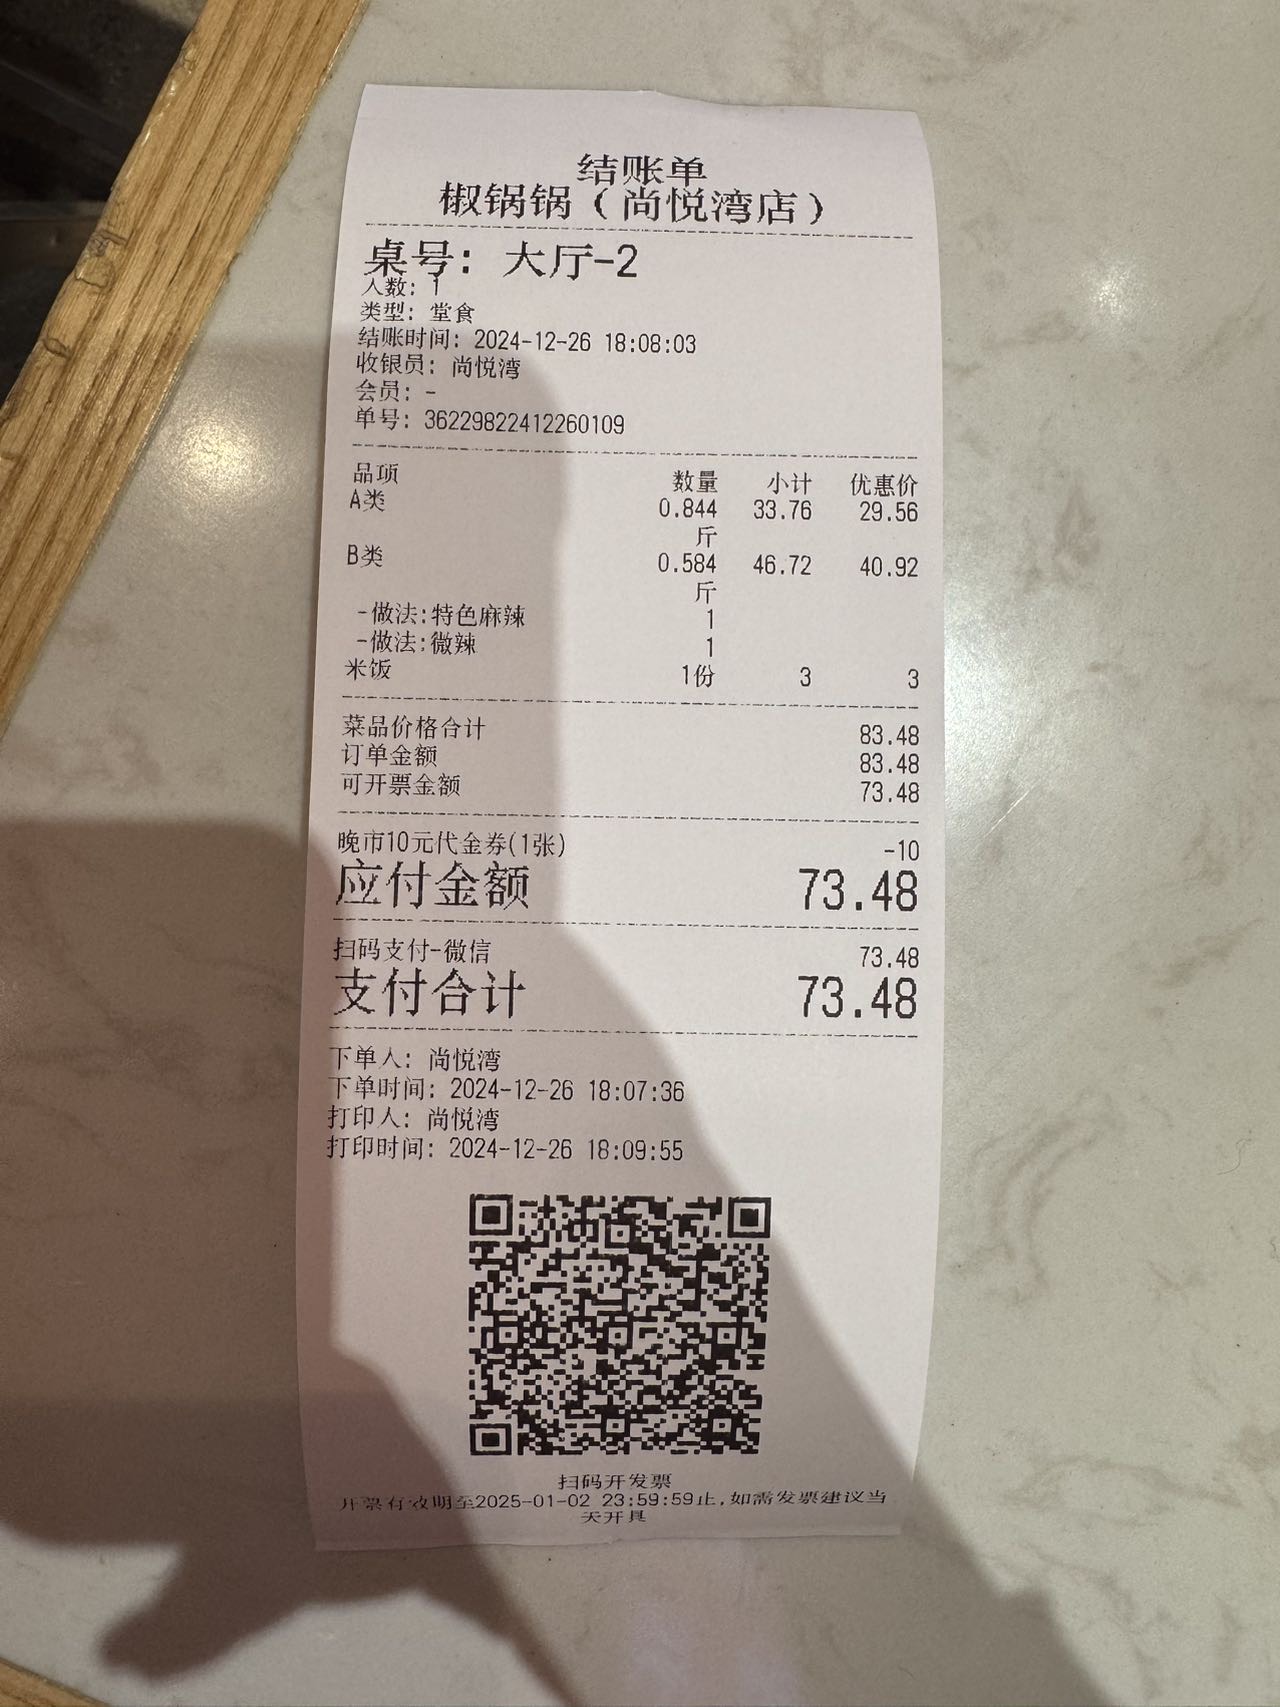 结账单
椒锅锅（尚悦湾店）
桌号：大厅-2
人数：1
类型：堂食
结账时间：2024-12-26 18:08:03
收银员：尚悦湾
会员：-
单号：36229822412260109
品项 数量 小计 优惠价
A类 0.844 33.76 29.56
斤
B类 0.584 46.72 40.92
斤
-做法:特色麻辣 1
-做法:微辣 1
米饭 1份 3 3
菜品价格合计 83.48
订单金额 83.48
可开票金额 73.48
晚市10元代金券(1张) -10
应付金额 73.48
扫码支付-微信 73.48
支付合计 73.48
下单人：尚悦湾
下单时间：2024-12-26 18:07:36
打印人：尚悦湾
打印时间：2024-12-26 18:09:55
扫码开发票
开票有效期至2025-01-02 23:59:59止,如需发票建议当
天开具